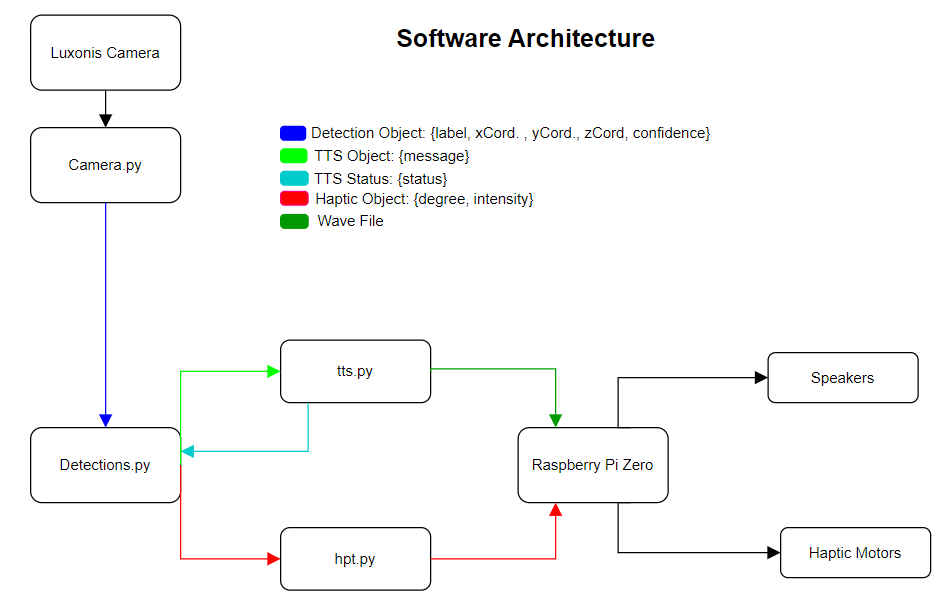 Software Architecture
Luxonis Camera
Camera.py
Detection Object: {label, xCord. , yCord., zCord, confidence}
TTS Object: {message}
TTS Status: {status}
Haptic Object: {degree, intensity}
Wave File
tts.py
Speakers
Detections.py
Raspberry Pi Zero
hpt.py
Haptic Motors